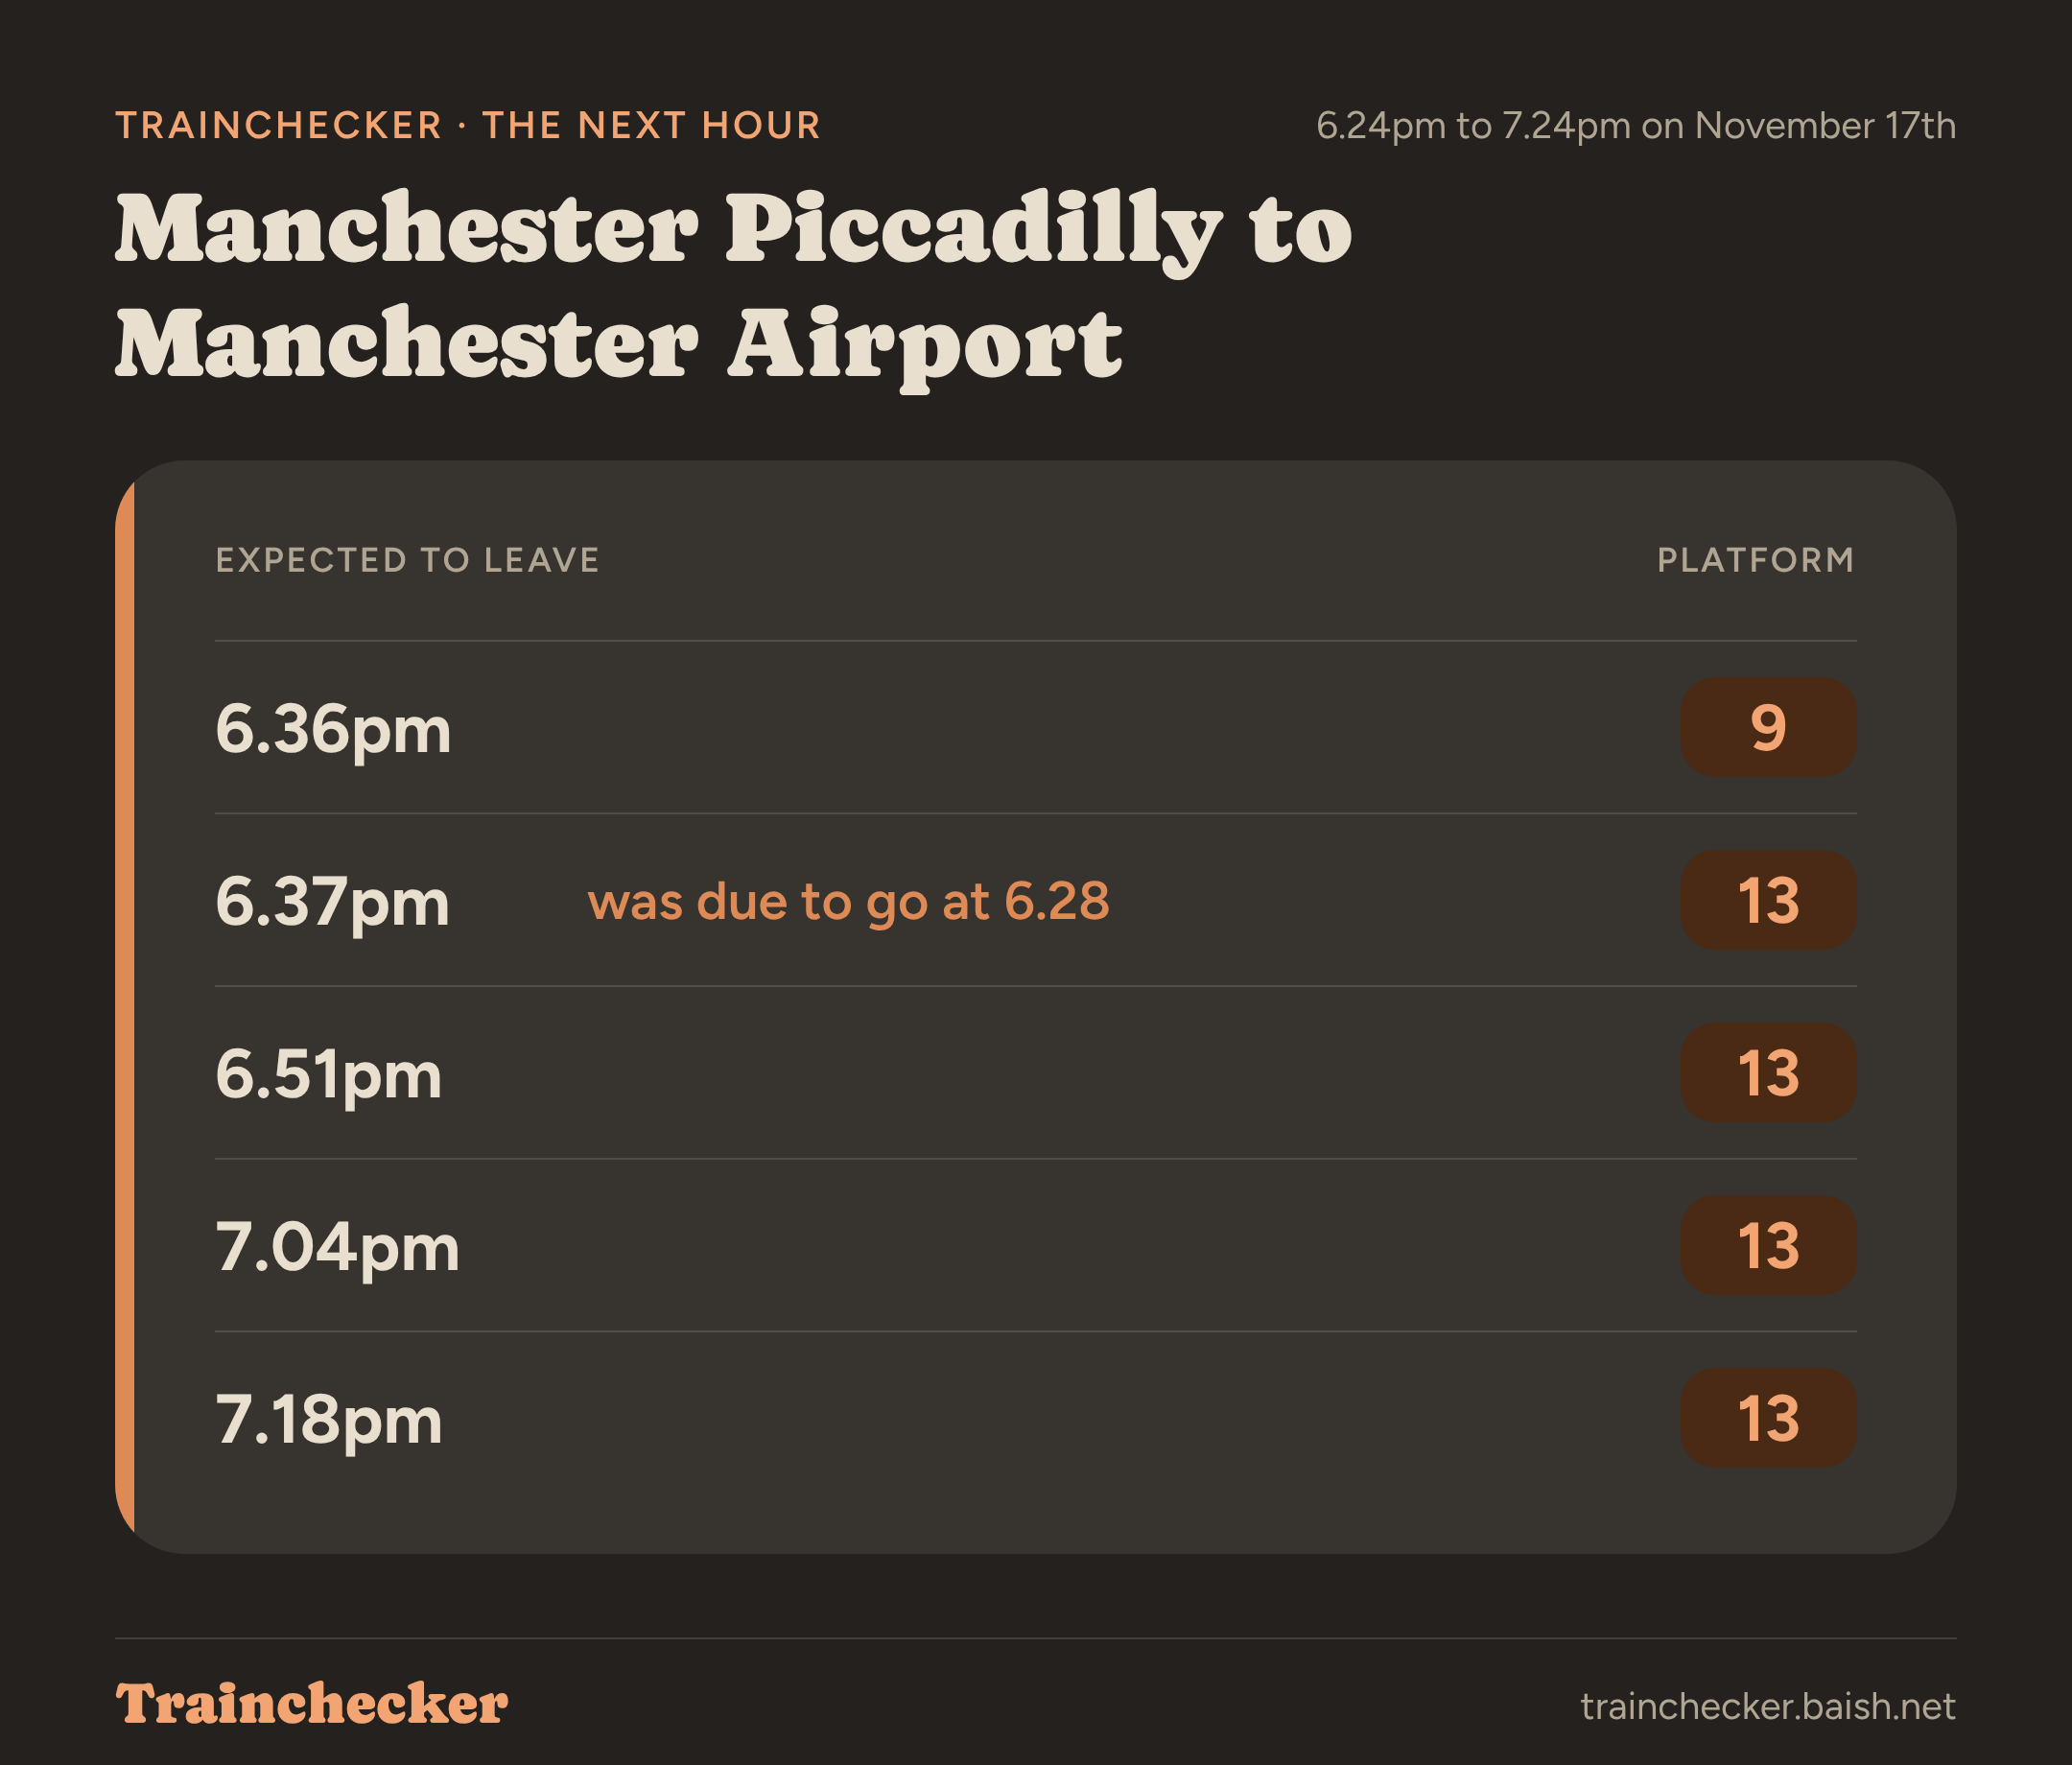 TRAINCHECKER · THE NEXT HOUR
6.24pm to 7.24pm on November 17th
Manchester Piccadilly to
Manchester Airport
EXPECTED TO LEAVE
PLATFORM
6.36pm
9
6.37pm
was due to go at 6.28
13
6.51pm
13
7.04pm
13
7.18pm
13
Trainchecker
trainchecker.baish.net